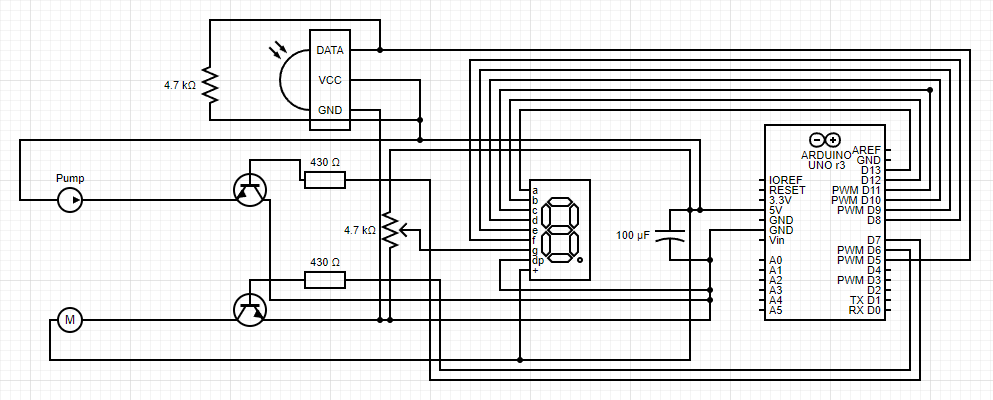 DATA
VCC
GND
4.7 kΩ
Pump
430 Ω
4.7 kΩ
430 Ω
M
a
b
c
d
e
f
g
dp
+
100 μF
ARDUINO
UNO r3
IOREF
RESET
3.3V
5V
GND
GND
Vin
A0
A1
A2
A3
A4
A5
AREF
GND
D13
D12
PWM D11
PWM D10
PWM D9
D8
D7
PWM D6
PWM D5
D4
PWM D3
D2
TX D1
RX D0